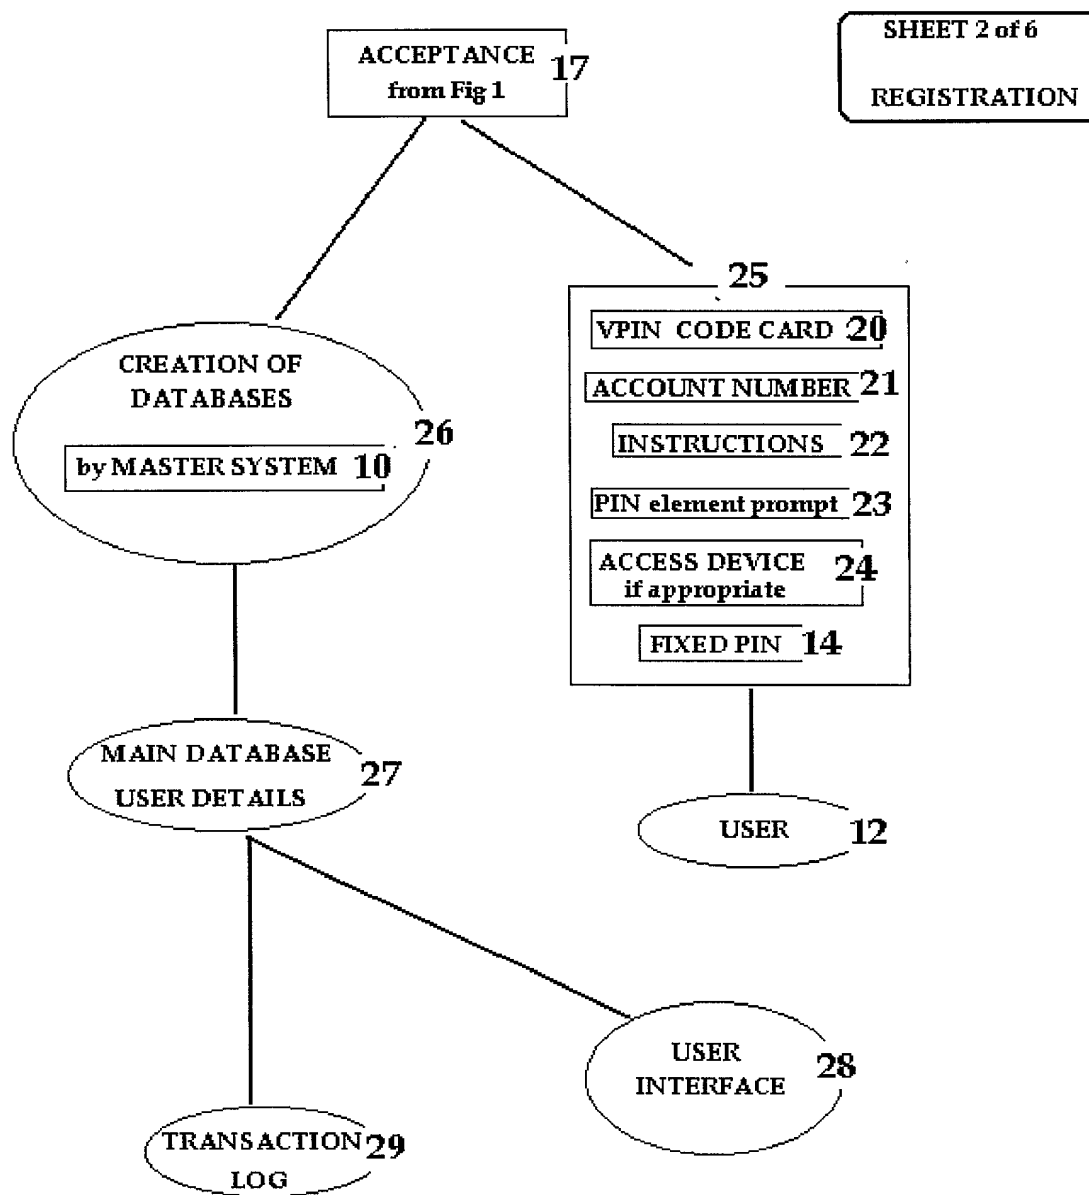 SHEET 2 of 6
REGISTRATION
ACCEPTANCE 17
from Fig 1
25
VPIN CODE CARD 20
ACCOUNT NUMBER 21
INSTRUCTIONS 22
PIN element prompt 23
ACCESS DEVICE 24
if appropriate
FIXED PIN 14
USER 12
CREATION OF
DATABASES
26
by MASTER SYSTEM 10
MAIN DATABASE
27
USER DETAILS
USER
28
INTERFACE
TRANSACTION 29
LOG